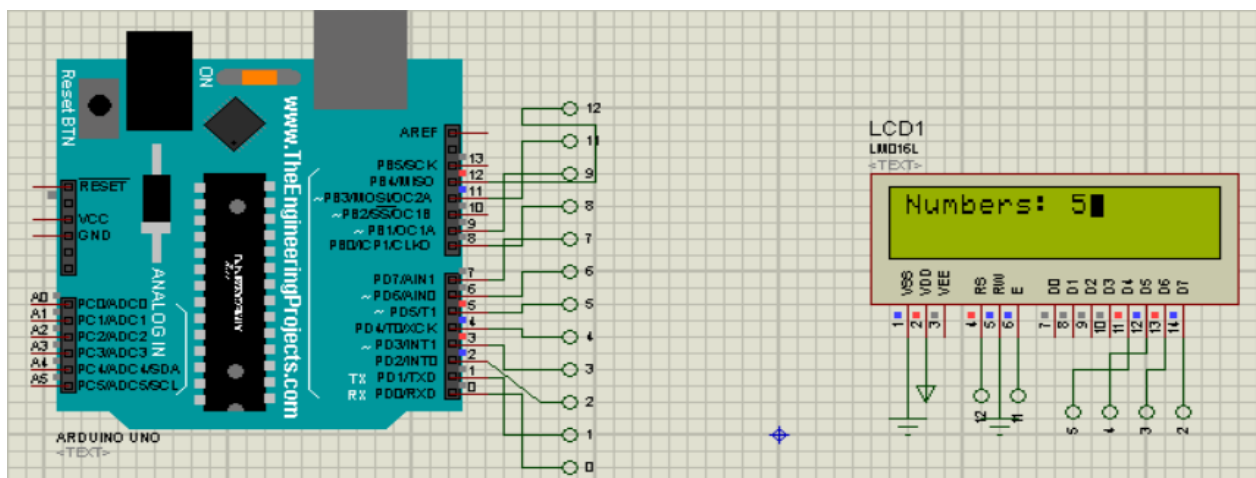 Reset BTN
ON
www.TheEngineeringProjects.com
RESET
VCC
GND
ANALOG IN
A0
A1
A2
A3
A4
A5
PC0/ADC0
PC1/ADC1
PC2/ADC2
PC3/ADC3
PC4/ADC4/SDA
PC5/ADC5/SCL
AREF
PB5/SCK
PB4/MISO
~PB3/MOSI/OC2A
~PB2/SS/OC1B
~PB1/OC1A
PB0/ICP1/CLKO
PD7/AIN1
~PD6/AIN0
~PD5/T1
PD4/T0/XCK
~PD3/INT1
PD2/INT0
TX PD1/TXD
RX PD0/RXD
13
12
11
10
9
8
7
6
5
4
3
2
1
0
ARDUINO UNO
<TEXT>
12
11
9
8
7
6
5
4
3
2
1
0
LCD1
LM016L
<TEXT>
Numbers: 5
VSS
VDD
VEE
RS
RW
E
D0
D1
D2
D3
D4
D5
D6
D7
1
2
3
4
5
6
7
8
9
10
11
12
13
14
12
11
5
4
3
2